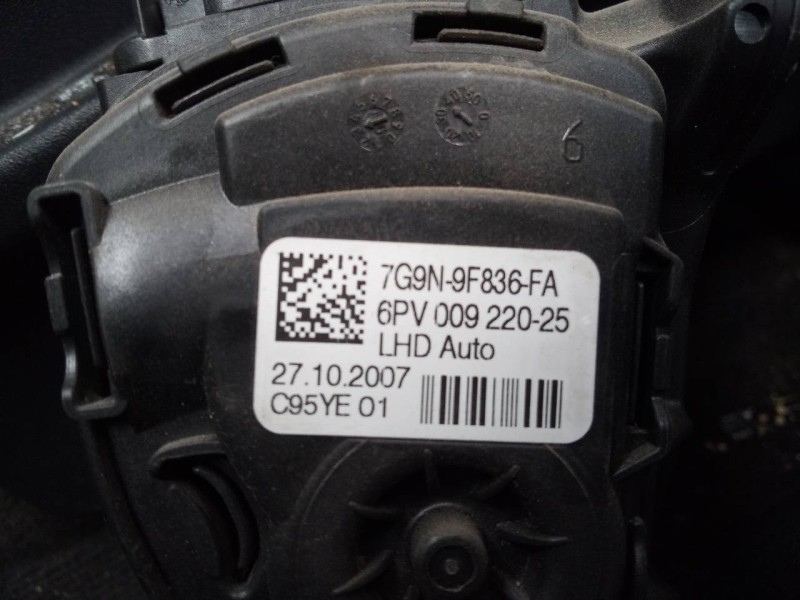 6
7G9N-9F836-FA
6PV 009 220-25
LHD Auto
27.10.2007
C95YE 01